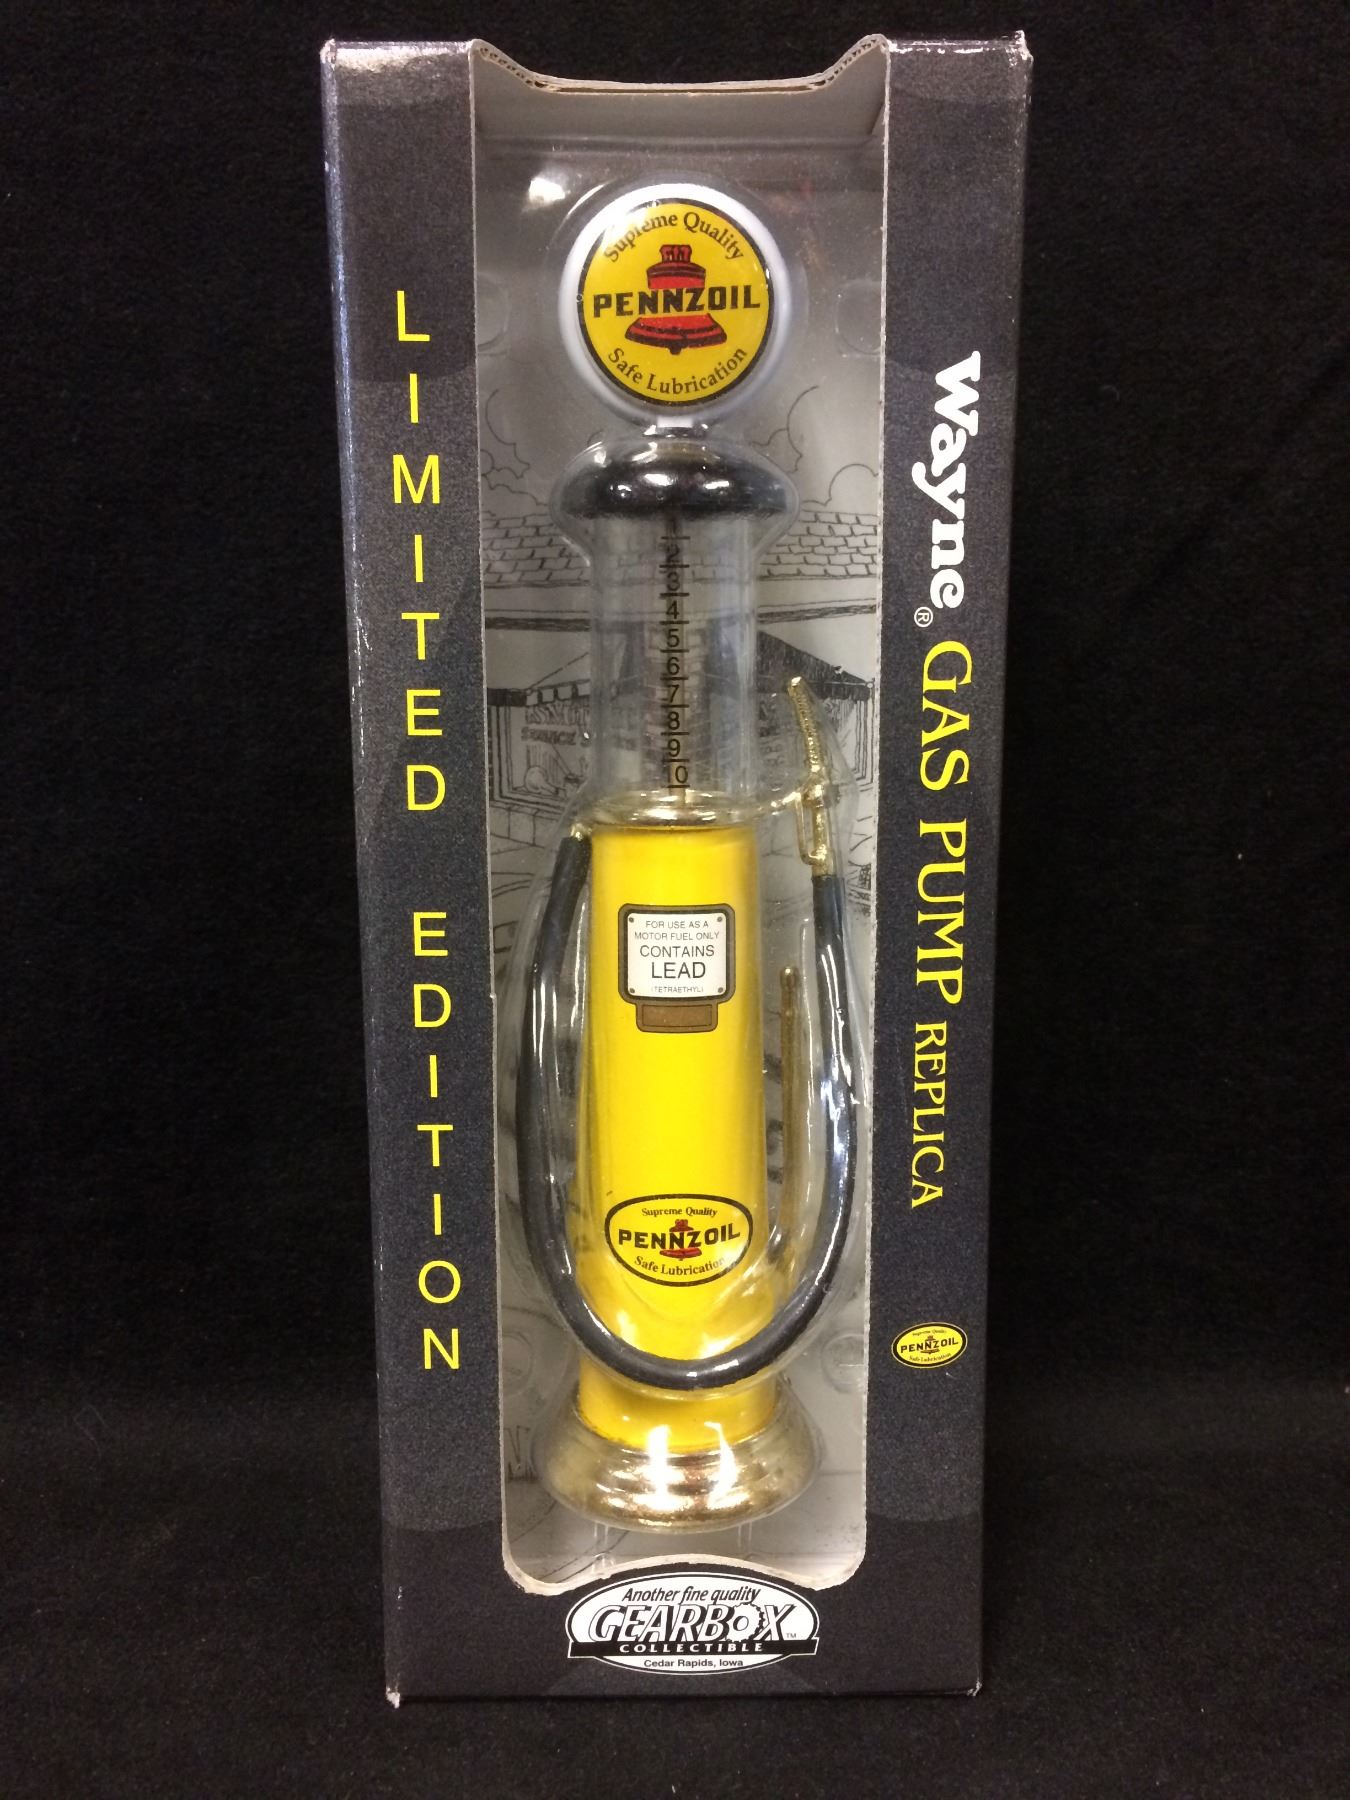 LIMITED EDITION
Supreme Quality
PENNZOIL
Safe Lubrication
1
2
3
4
5
6
7
8
9
10
FOR USE AS A
MOTOR FUEL ONLY
CONTAINS
LEAD
(TETRAETHYL)
Supreme Quality
PENNZOIL
Safe Lubrication
Wayne® GAS PUMP REPLICA
Supreme Quality
PENNZOIL
Safe Lubrication
Another fine quality
GEARBOX™
COLLECTIBLE
Cedar Rapids, Iowa